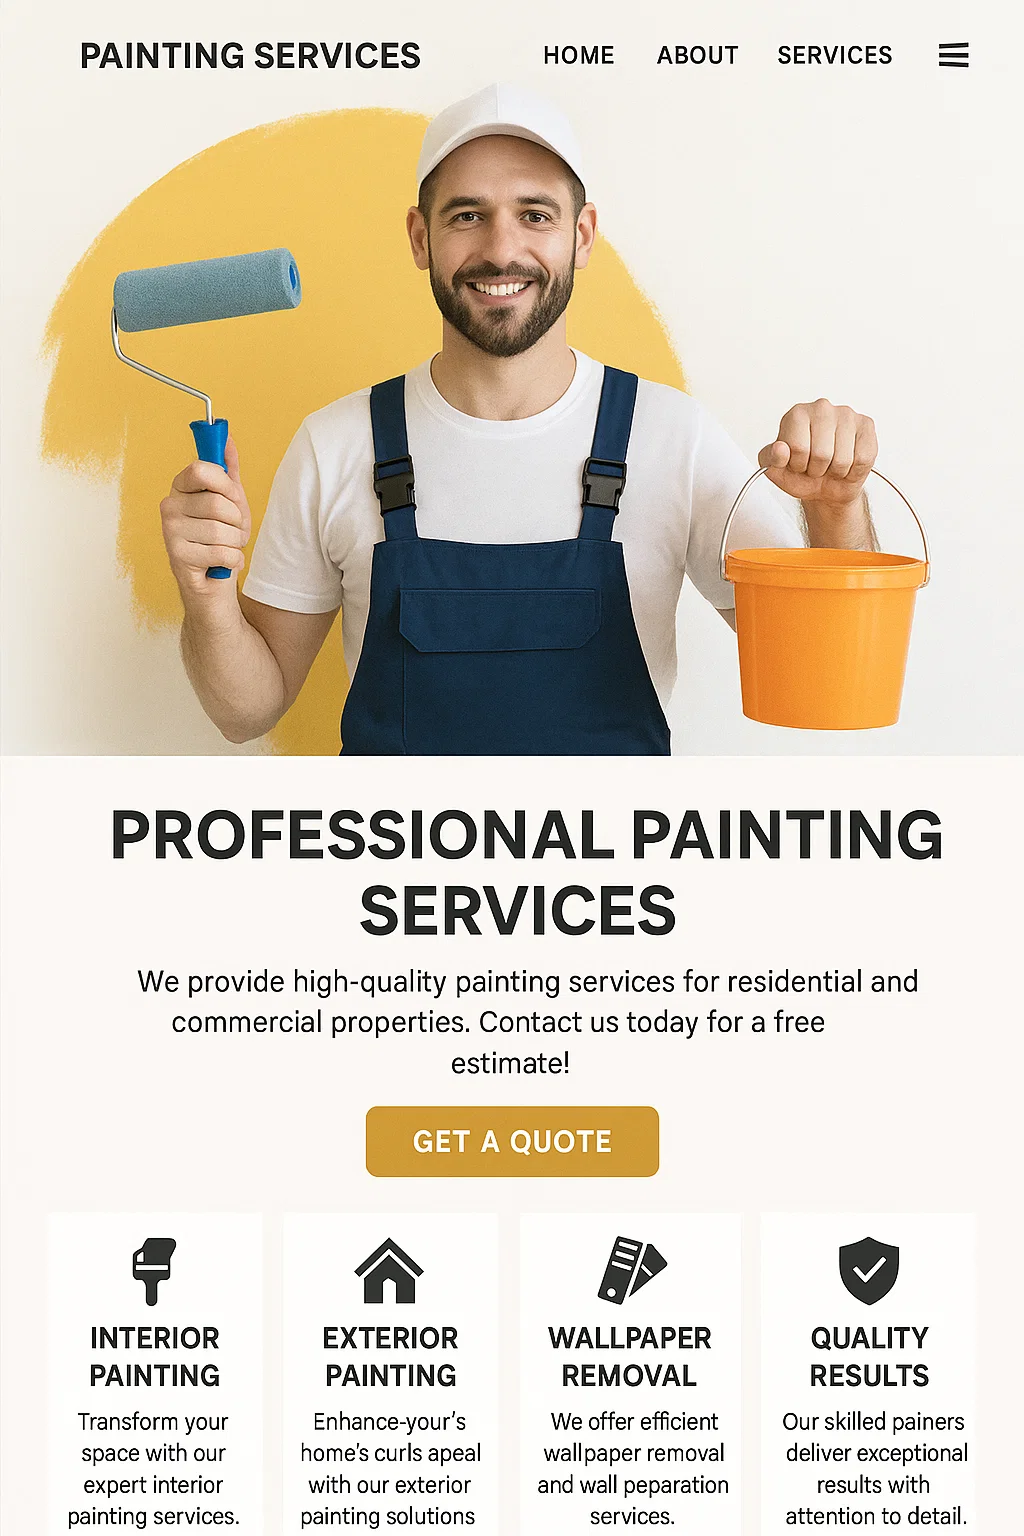 PAINTING SERVICES
HOME ABOUT SERVICES
PROFESSIONAL PAINTING
SERVICES
We provide high-quality painting services for residential and
commercial properties. Contact us today for a free
estimate!
GET A QUOTE
INTERIOR
PAINTING
Transform your
space with our
expert interior
painting services.
EXTERIOR
PAINTING
Enhance-your's
home's curls apeal
with our exterior
painting solutions
WALLPAPER
REMOVAL
We offer efficient
wallpaper removal
and wall peparation
services.
QUALITY
RESULTS
Our skilled painers
deliver exceptional
results with
attention to detail.